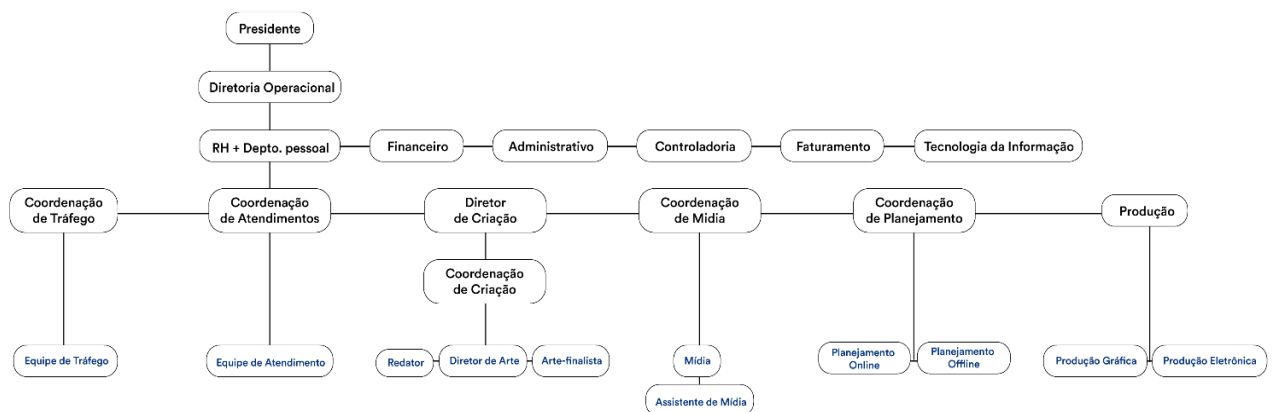 Presidente
Diretoria Operacional
RH + Depto. pessoal
Financeiro
Administrativo
Controladoria
Faturamento
Tecnologia da Informação
Coordenação
de Tráfego
Coordenação
de Atendimentos
Diretor
de Criação
Coordenação
de Midia
Coordenação
de Planejamento
Produção
Coordenação
de Criação
Equipe de Tráfego
Equipe de Atendimento
Redator
Diretor de Arte
Arte-finalista
Mídia
Assistente de Mídia
Planejamento
Online
Planejamento
Offline
Produção Gráfica
Produção Eletrônica